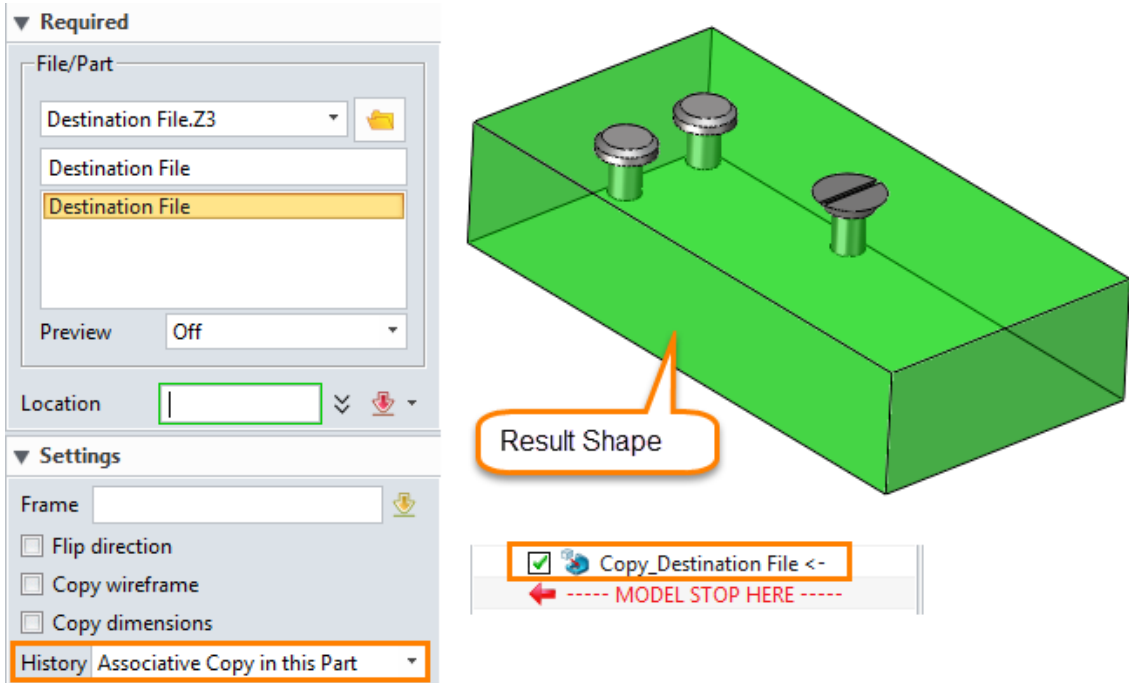 Required
File/Part
Destination File.Z3
Destination File
Destination File
Preview Off
Location
Settings
Frame
Flip direction
Copy wireframe
Copy dimensions
History Associative Copy in this Part
Result Shape
Copy_Destination File <-
----- MODEL STOP HERE -----